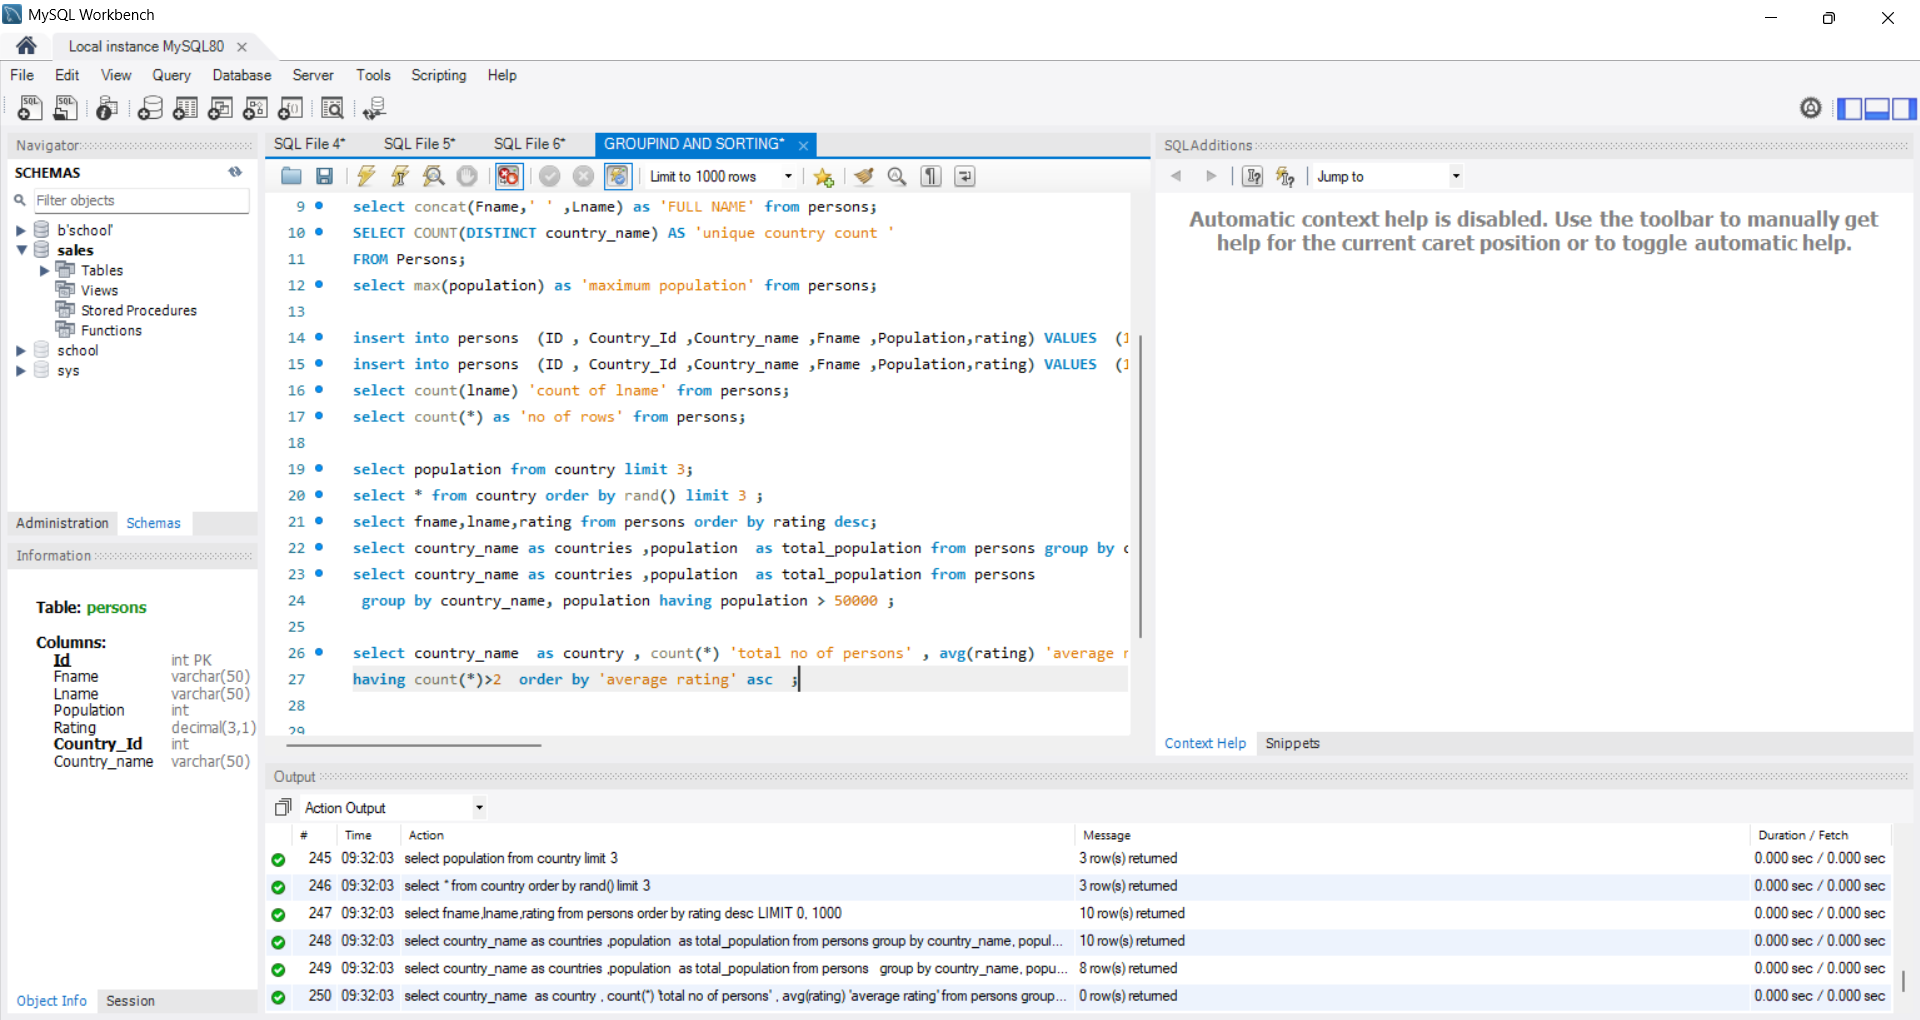 MySQL Workbench
Local instance MySQL80
File Edit View Query Database Server Tools Scripting Help
Navigator
SCHEMAS
Filter objects
b'school'
sales
Tables
Views
Stored Procedures
Functions
school
sys
Administration Schemas
Information
Table: persons
Columns:
Id int PK
Fname varchar(50)
Lname varchar(50)
Population int
Rating decimal(3,1)
Country_Id int
Country_name varchar(50)
Object Info Session
SQL File 4* SQL File 5* SQL File 6* GROUPIND AND SORTING*
Limit to 1000 rows
9 select concat(Fname,' ' ,Lname) as 'FULL NAME' from persons;
10 SELECT COUNT(DISTINCT country_name) AS 'unique country count '
11 FROM Persons;
12 select max(population) as 'maximum population' from persons;
13
14 insert into persons (ID , Country_Id ,Country_name ,Fname ,Population,rating) VALUES (1
15 insert into persons (ID , Country_Id ,Country_name ,Fname ,Population,rating) VALUES (1
16 select count(lname) 'count of lname' from persons;
17 select count(*) as 'no of rows' from persons;
18
19 select population from country limit 3;
20 select * from country order by rand() limit 3 ;
21 select fname,lname,rating from persons order by rating desc;
22 select country_name as countries ,population as total_population from persons group by c
23 select country_name as countries ,population as total_population from persons
24 group by country_name, population having population > 50000 ;
25
26 select country_name as country , count(*) 'total no of persons' , avg(rating) 'average r
27 having count(*)>2 order by 'average rating' asc ;
28
29
SQLAdditions
Jump to
Automatic context help is disabled. Use the toolbar to manually get
help for the current caret position or to toggle automatic help.
Context Help Snippets
Output
Action Output
# Time Action Message Duration / Fetch
245 09:32:03 select population from country limit 3 3 row(s) returned 0.000 sec / 0.000 sec
246 09:32:03 select * from country order by rand() limit 3 3 row(s) returned 0.000 sec / 0.000 sec
247 09:32:03 select fname,lname,rating from persons order by rating desc LIMIT 0, 1000 10 row(s) returned 0.000 sec / 0.000 sec
248 09:32:03 select country_name as countries ,population as total_population from persons group by country_name, popul... 10 row(s) returned 0.000 sec / 0.000 sec
249 09:32:03 select country_name as countries ,population as total_population from persons group by country_name, popu... 8 row(s) returned 0.000 sec / 0.000 sec
250 09:32:03 select country_name as country , count(*) 'total no of persons' , avg(rating) 'average rating' from persons group... 0 row(s) returned 0.000 sec / 0.000 sec